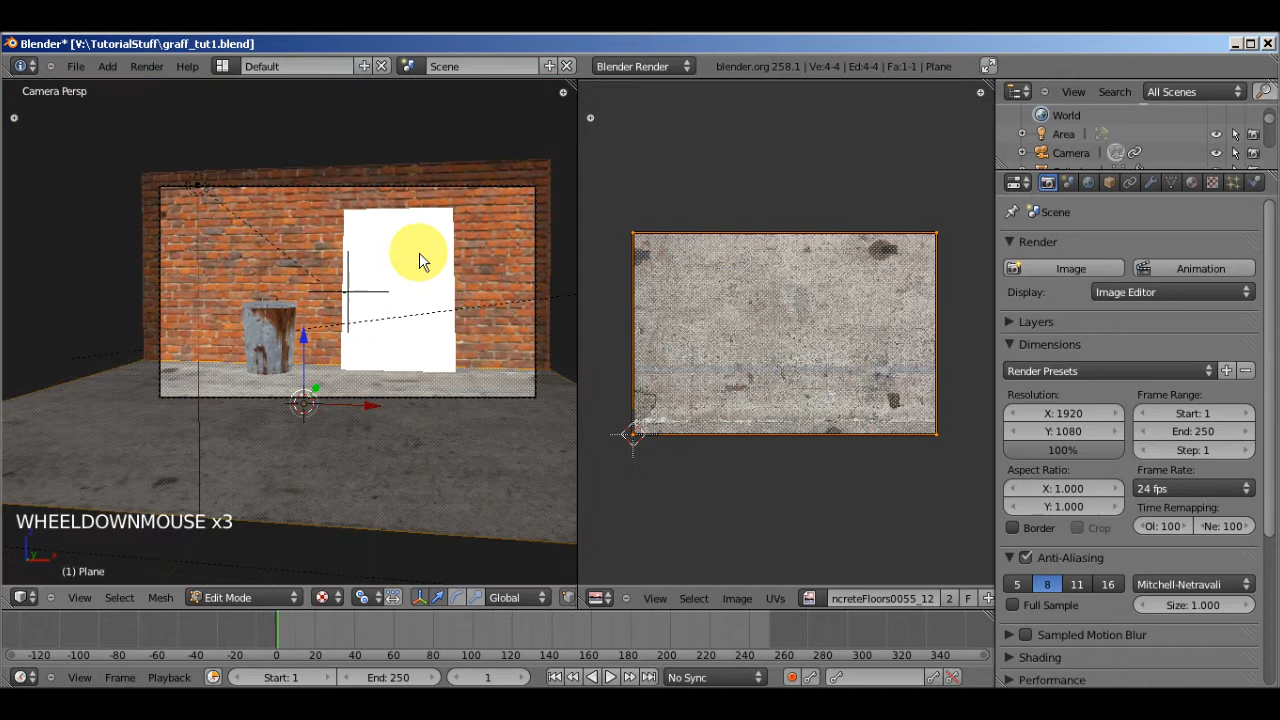 Blender* [V:\TutorialStuff\graff_tut1.blend]
File Add Render Help Default Scene Blender Render blender.org 258.1 | Ve:4-4 | Ed:4-4 | Fa:1-1 | Plane
Camera Persp
View Search All Scenes
World
Area
Camera
Scene
Render
Image Animation
Display: Image Editor
Layers
Dimensions
Render Presets
Resolution: Frame Range:
X: 1920 Start: 1
Y: 1080 End: 250
100% Step: 1
Aspect Ratio: Frame Rate:
X: 1.000 24 fps
Y: 1.000 Time Remapping:
Border Crop Ol: 100 Ne: 100
Anti-Aliasing
5 8 11 16 Mitchell-Netravali
Full Sample Size: 1.000
Sampled Motion Blur
Shading
Performance
WHEELDOWNMOUSE x3
z
y x
(1) Plane
View Select Mesh Edit Mode Global
View Select Image UVs ncreteFloors0055_12 2 F
-120 -100 -80 -60 -40 -20 0 20 40 60 80 100 120 140 160 180 200 220 240 260 280 300 320 340
View Frame Playback Start: 1 End: 250 1 No Sync